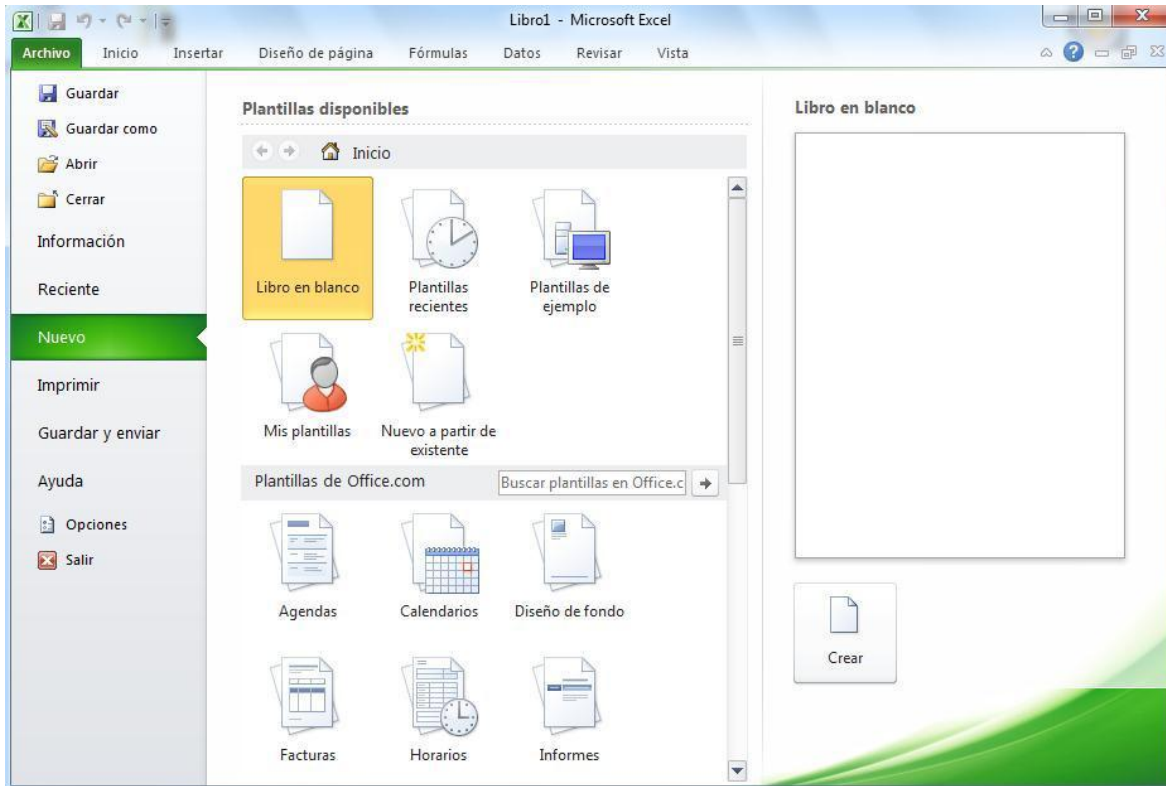 Libro1 - Microsoft Excel
Archivo Inicio Insertar Diseño de página Fórmulas Datos Revisar Vista
Guardar
Guardar como
Abrir
Cerrar
Información
Reciente
Nuevo
Imprimir
Guardar y enviar
Ayuda
Opciones
Salir
Plantillas disponibles
Inicio
Libro en blanco
Plantillas
recientes
Plantillas de
ejemplo
Mis plantillas
Nuevo a partir de
existente
Plantillas de Office.com
Buscar plantillas en Office.c
Agendas
Calendarios
Diseño de fondo
Facturas
Horarios
Informes
Libro en blanco
Crear